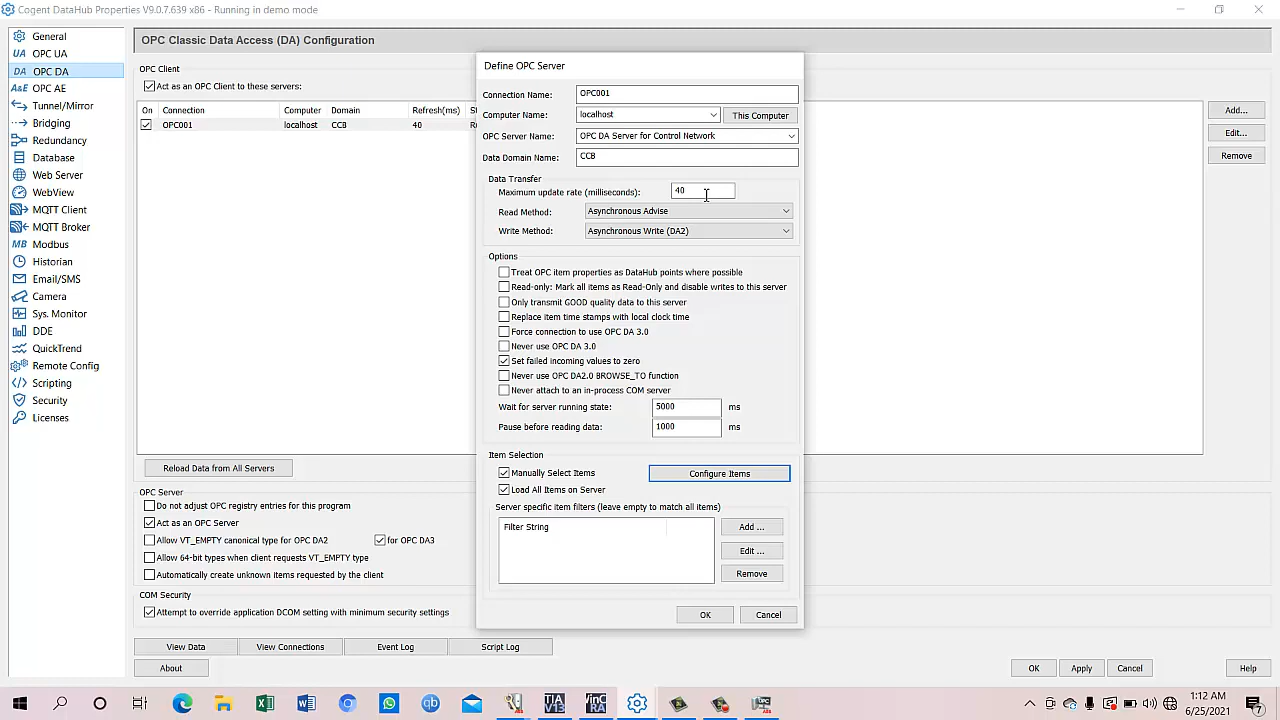 Cogent DataHub Properties V9.0.7.639 x86 - Running in demo mode
General
OPC UA
OPC DA
OPC AE
Tunnel/Mirror
Bridging
Redundancy
Database
Web Server
WebView
MQTT Client
MQTT Broker
Modbus
Historian
Email/SMS
Camera
Sys. Monitor
DDE
QuickTrend
Remote Config
Scripting
Security
Licenses
UA
DA
A&E
OPC Classic Data Access (DA) Configuration
OPC Client
Act as an OPC Client to these servers:
On Connection Computer Domain Refresh(ms)
OPC001 localhost CCB 40
Add...
Edit...
Remove
Reload Data from All Servers
OPC Server
Do not adjust OPC registry entries for this program
Act as an OPC Server
Allow VT_EMPTY canonical type for OPC DA2 for OPC DA3
Allow 64-bit types when client requests VT_EMPTY type
Automatically create unknown items requested by the client
COM Security
Attempt to override application DCOM setting with minimum security settings
View Data View Connections Event Log Script Log
About
OK Apply Cancel Help
Define OPC Server
Connection Name: OPC001
Computer Name: localhost This Computer
OPC Server Name: OPC DA Server for Control Network
Data Domain Name: CCB
Data Transfer
Maximum update rate (milliseconds): 40
Read Method: Asynchronous Advise
Write Method: Asynchronous Write (DA2)
Options
Treat OPC item properties as DataHub points where possible
Read-only: Mark all items as Read-Only and disable writes to this server
Only transmit GOOD quality data to this server
Replace item time stamps with local clock time
Force connection to use OPC DA 3.0
Never use OPC DA 3.0
Set failed incoming values to zero
Never use OPC DA2.0 BROWSE_TO function
Never attach to an in-process COM server
Wait for server running state: 5000 ms
Pause before reading data: 1000 ms
Item Selection
Manually Select Items Configure Items
Load All Items on Server
Server specific item filters (leave empty to match all items)
Filter String
Add ...
Edit ...
Remove
OK Cancel
1:12 AM
6/25/2021
7